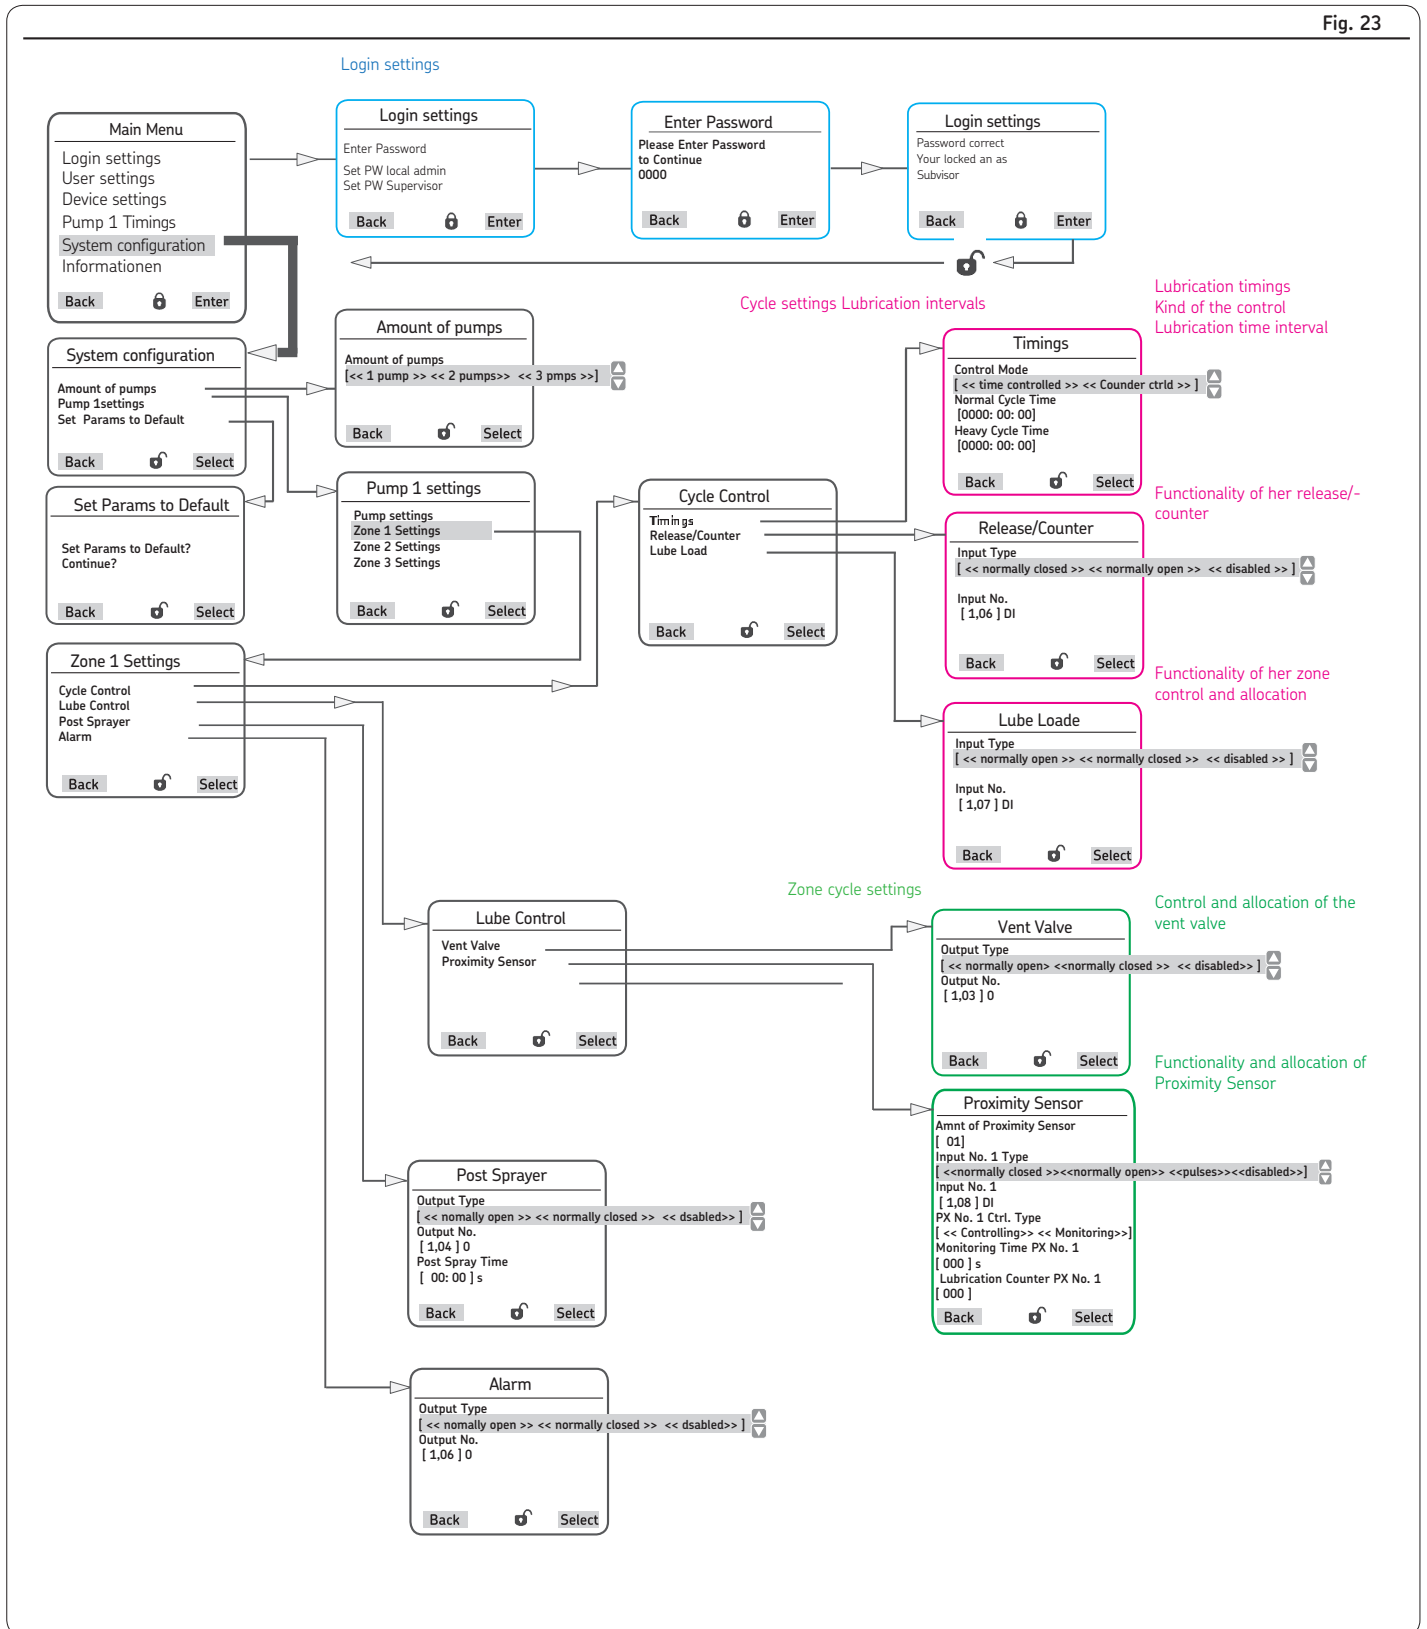 Fig. 23
Login settings
Main Menu
Login settings
User settings
Device settings
Pump 1 Timings
System configuration
Informationen
Back
Enter
Login settings
Enter Password
Set PW local admin
Set PW Supervisor
Back
Enter
Enter Password
Please Enter Password
to Continue
0000
Back
Enter
Login settings
Password correct
Your locked an as
Subvisor
Back
Enter
System configuration
Amount of pumps
Pump 1settings
Set Params to Default
Back
Select
Amount of pumps
Amount of pumps
[<< 1 pump >> << 2 pumps>> << 3 pmps >>]
Back
Select
Set Params to Default
Set Params to Default?
Continue?
Back
Select
Pump 1 settings
Pump settings
Zone 1 Settings
Zone 2 Settings
Zone 3 Settings
Back
Select
Zone 1 Settings
Cycle Control
Lube Control
Post Sprayer
Alarm
Back
Select
Cycle settings Lubrication intervals
Cycle Control
Timings
Release/Counter
Lube Load
Back
Select
Lubrication timings
Kind of the control
Lubrication time interval
Timings
Control Mode
[ << time controlled >> << Counder ctrld >> ]
Normal Cycle Time
[0000: 00: 00]
Heavy Cycle Time
[0000: 00: 00]
Back
Select
Functionality of her release/-
counter
Release/Counter
Input Type
[ << normally closed >> << normally open >> << disabled >> ]
Input No.
[ 1,06 ] DI
Back
Select
Functionality of her zone
control and allocation
Lube Loade
Input Type
[ << normally open >> << normally closed >> << disabled >> ]
Input No.
[ 1,07 ] DI
Back
Select
Zone cycle settings
Lube Control
Vent Valve
Proximity Sensor
Back
Select
Control and allocation of the
vent valve
Vent Valve
Output Type
[ << normally open> <<normally closed >> << disabled>> ]
Output No.
[ 1,03 ] 0
Back
Select
Functionality and allocation of
Proximity Sensor
Proximity Sensor
Amnt of Proximity Sensor
[ 01]
Input No. 1 Type
[ <<normally closed >><<normally open>> <<pulses>><<disabled>>]
Input No. 1
[ 1,08 ] DI
PX No. 1 Ctrl. Type
[ << Controlling>> << Monitoring>>]
Monitoring Time PX No. 1
[ 000 ] s
Lubrication Counter PX No. 1
[ 000 ]
Back
Select
Post Sprayer
Output Type
[ << nomally open >> << normally closed >> << dsabled>> ]
Output No.
[ 1,04 ] 0
Post Spray Time
[ 00: 00 ] s
Back
Select
Alarm
Output Type
[ << nomally open >> << normally closed >> << dsabled>> ]
Output No.
[ 1,06 ] 0
Back
Select